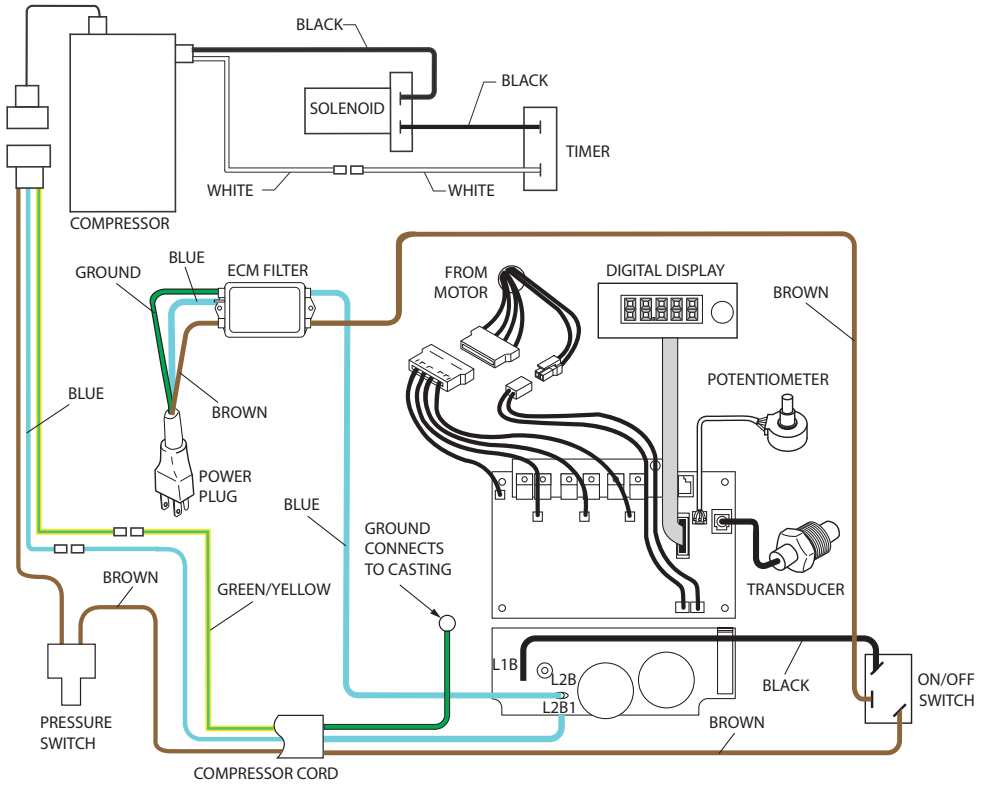 BLACK
SOLENOID
BLACK
TIMER
WHITE
WHITE
COMPRESSOR
GROUND
BLUE
ECM FILTER
FROM
MOTOR
DIGITAL DISPLAY
BROWN
BLUE
BROWN
POTENTIOMETER
POWER
PLUG
BLUE
GROUND
CONNECTS
TO CASTING
BROWN
GREEN/YELLOW
TRANSDUCER
L1B
L2B
L2B1
BLACK
ON/OFF
SWITCH
PRESSURE
SWITCH
BROWN
COMPRESSOR CORD